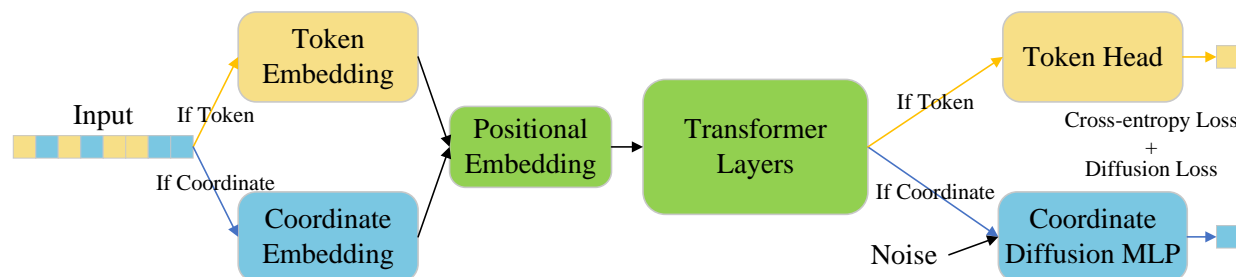 Input
If Token
If Coordinate
Token
Embedding
Coordinate
Embedding
Positional
Embedding
Transformer
Layers
If Token
If Coordinate
Noise
Token Head
Cross-entropy Loss
+
Diffusion Loss
Coordinate
Diffusion MLP